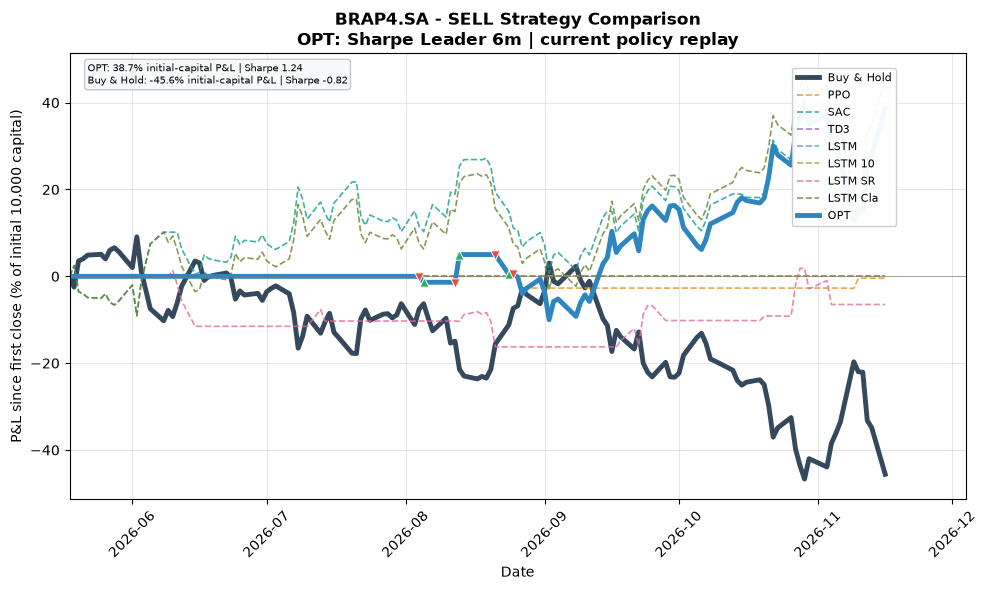 BRAP4.SA - SELL Strategy Comparison
OPT: Sharpe Leader 6m | current policy replay
OPT: 38.7% initial-capital P&L | Sharpe 1.24
Buy & Hold: -45.6% initial-capital P&L | Sharpe -0.82
Buy & Hold
PPO
SAC
TD3
LSTM
LSTM 10
LSTM SR
LSTM Cla
OPT
P&L since first close (% of initial 10,000 capital)
40
20
0
−20
−40
2026-06
2026-07
2026-08
2026-09
2026-10
2026-11
2026-12
Date